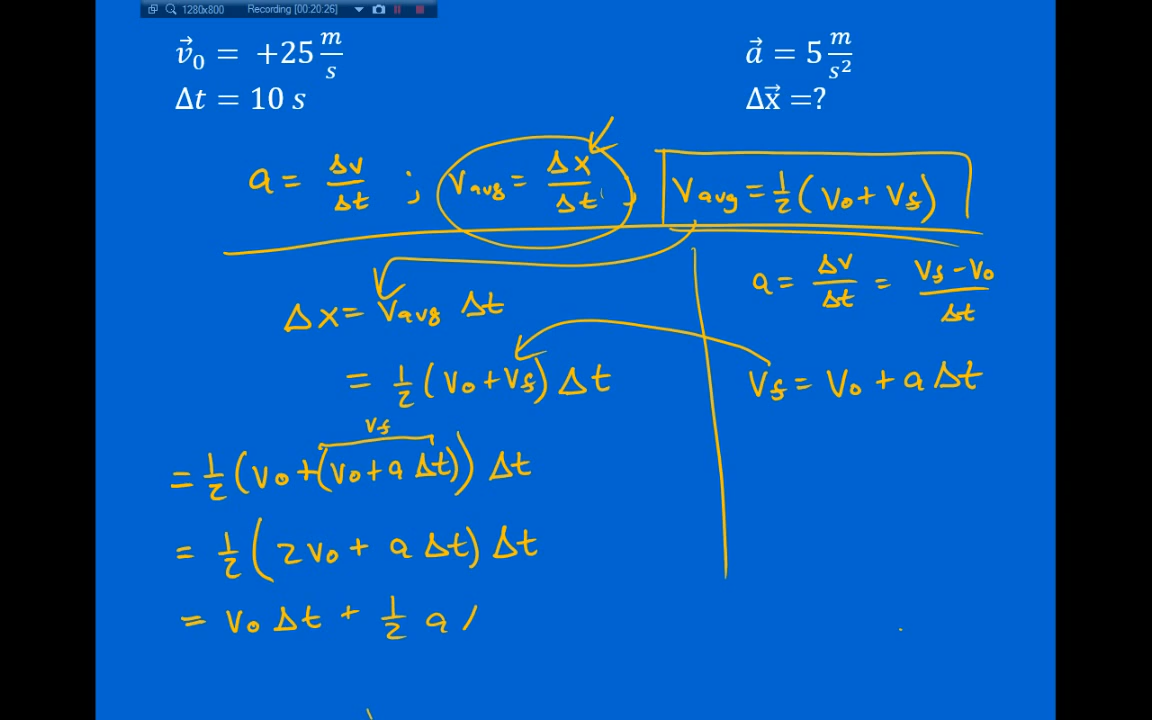 1280x800 Recording [00:20:26]
v⃗₀ = +25 m/s
a⃗ = 5 m/s²
Δt = 10 s
Δx⃗ =?
a = Δv/Δt ; Vavg = Δx/Δt , Vavg = ½(V₀ + Vf)
a = Δv/Δt = (Vf − V₀)/Δt
Δx = Vavg Δt
= ½(V₀ + Vf) Δt
Vf = V₀ + a Δt
Vf
= ½(V₀ + (V₀ + a Δt)) Δt
= ½(2V₀ + a Δt) Δt
= V₀ Δt + ½ a